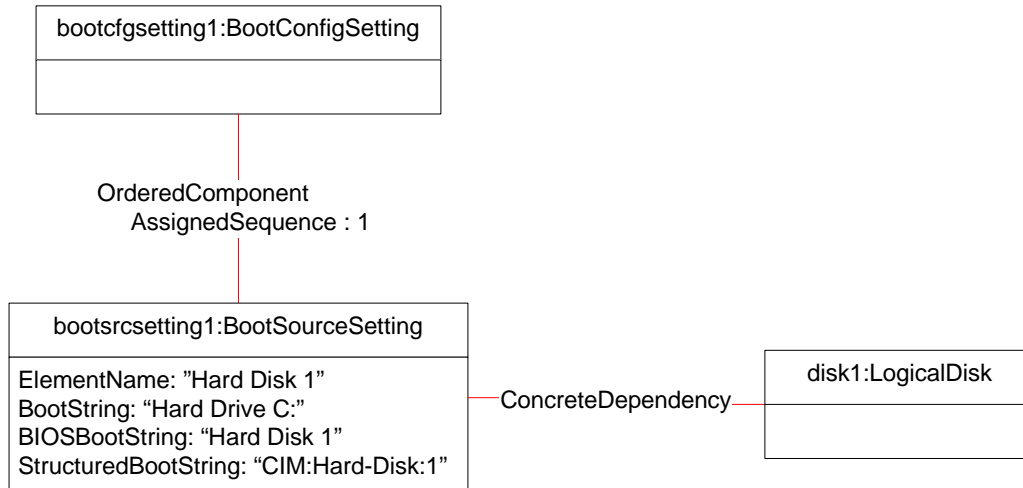 bootcfgsetting1:BootConfigSetting
OrderedComponent
AssignedSequence : 1
bootsrcsetting1:BootSourceSetting
ElementName: ”Hard Disk 1”
BootString: “Hard Drive C:”
BIOSBootString: “Hard Disk 1”
StructuredBootString: “CIM:Hard-Disk:1”
ConcreteDependency
disk1:LogicalDisk